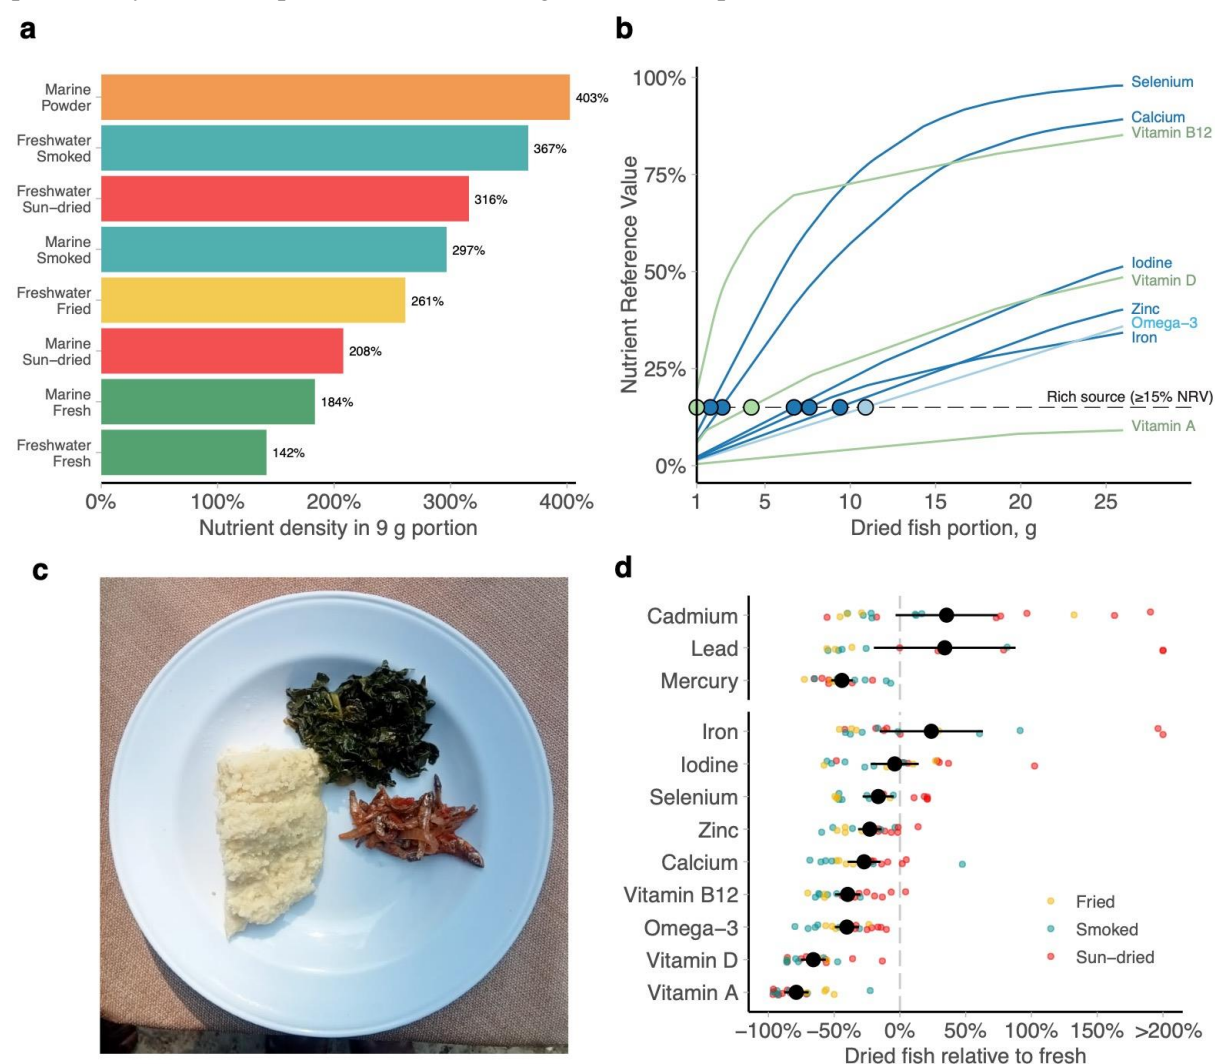 a
Marine
Powder
403%
Freshwater
Smoked
367%
Freshwater
Sun−dried
316%
Marine
Smoked
297%
Freshwater
Fried
261%
Marine
Sun−dried
208%
Marine
Fresh
184%
Freshwater
Fresh
142%
0% 100% 200% 300% 400%
Nutrient density in 9 g portion
b
Nutrient Reference Value
100%
75%
50%
25%
0%
Selenium
Calcium
Vitamin B12
Iodine
Vitamin D
Zinc
Omega−3
Iron
Rich source (≥15% NRV)
Vitamin A
1 5 10 15 20 25
Dried fish portion, g
c
d
Cadmium
Lead
Mercury
Iron
Iodine
Selenium
Zinc
Calcium
Vitamin B12
Omega−3
Vitamin D
Vitamin A
Fried
Smoked
Sun−dried
−100% −50% 0% 50% 100% 150% >200%
Dried fish relative to fresh